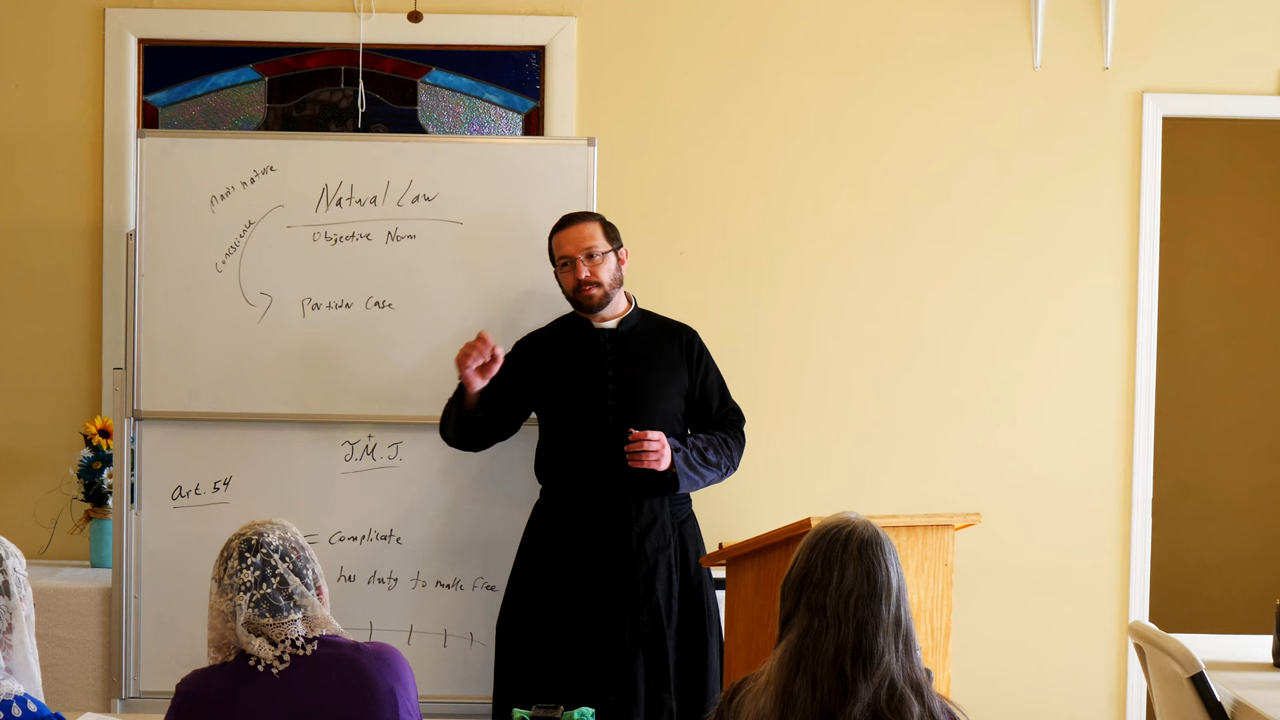 Man's nature
Natural Law
Objective Norm
Conscience
Particular Case
J.M.J.
Art. 54
= Complicate
has duty to make free